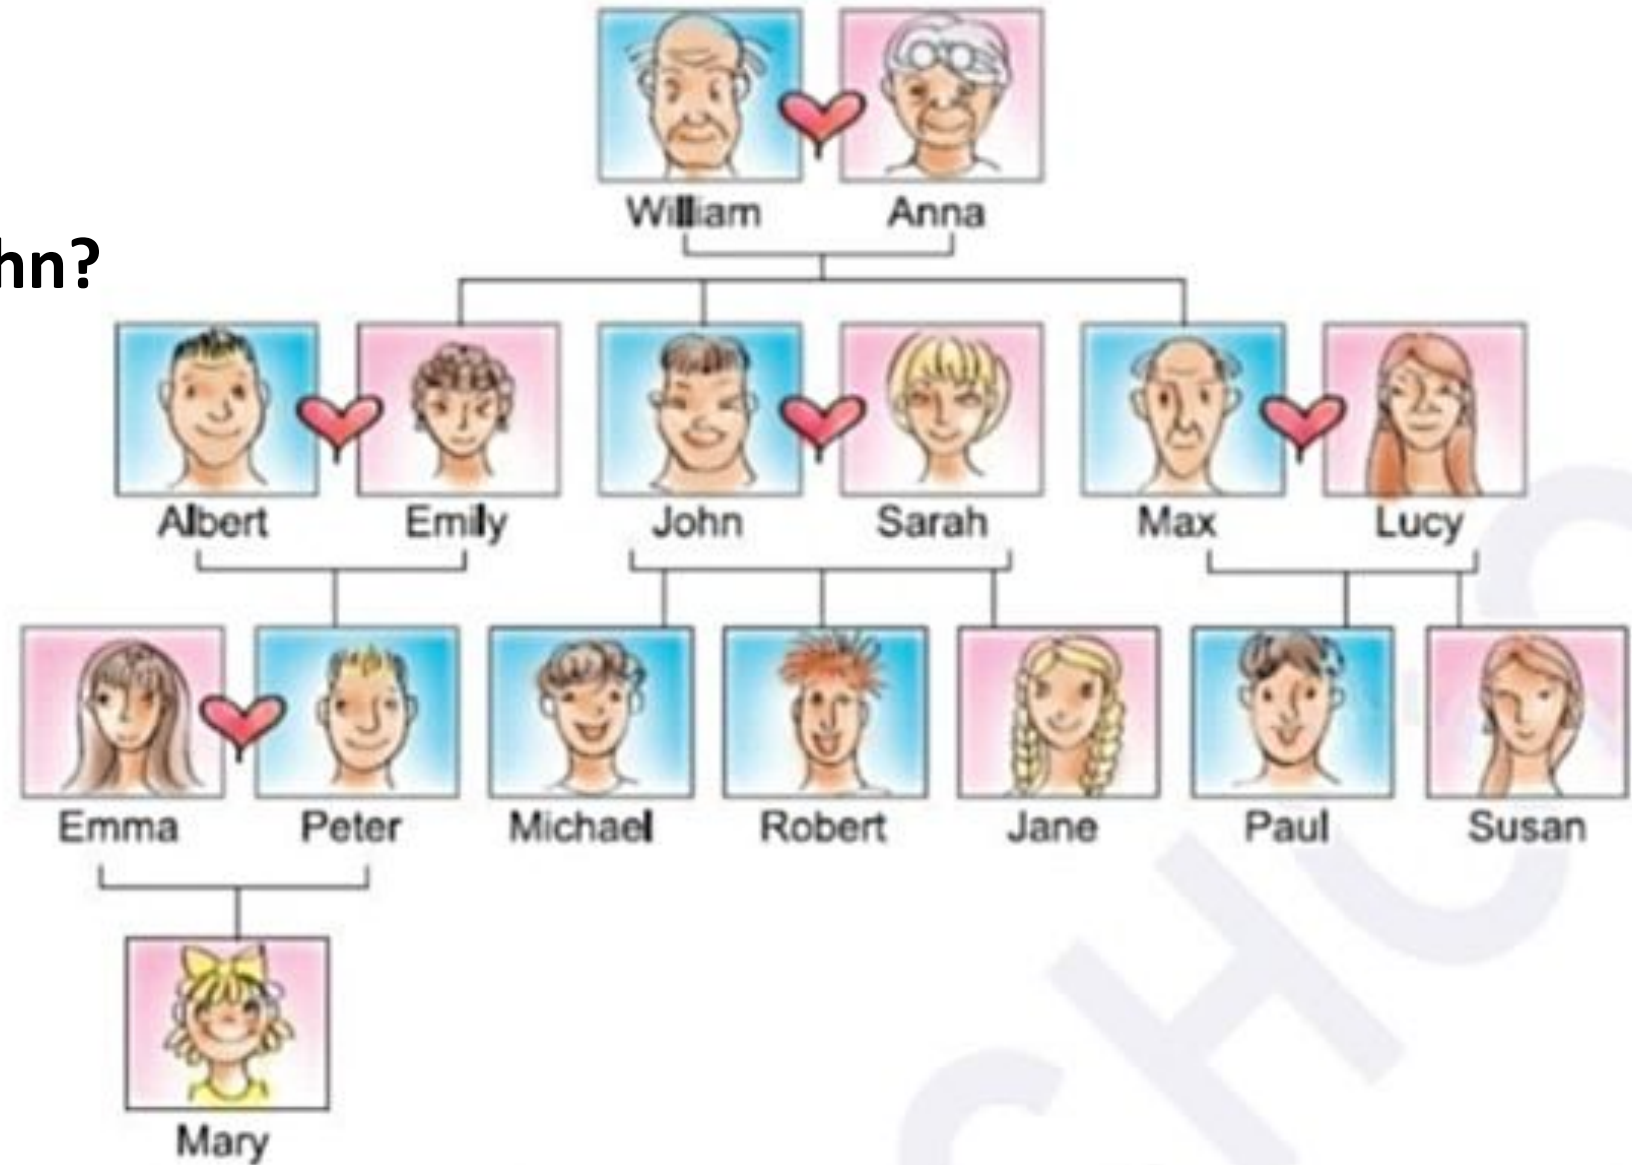 William Anna
hn?
Albert Emily John Sarah Max Lucy
Emma Peter Michael Robert Jane Paul Susan
Mary